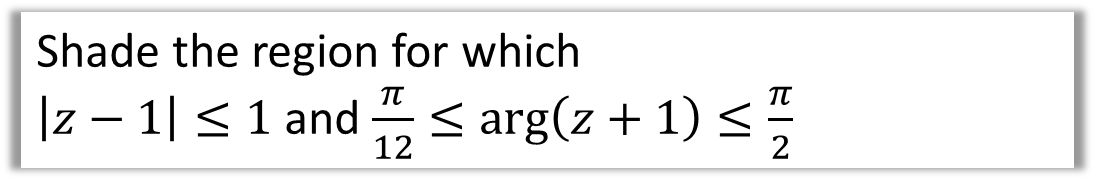 Shade the region for which
|z − 1| ≤ 1 and π/12 ≤ arg(z + 1) ≤ π/2